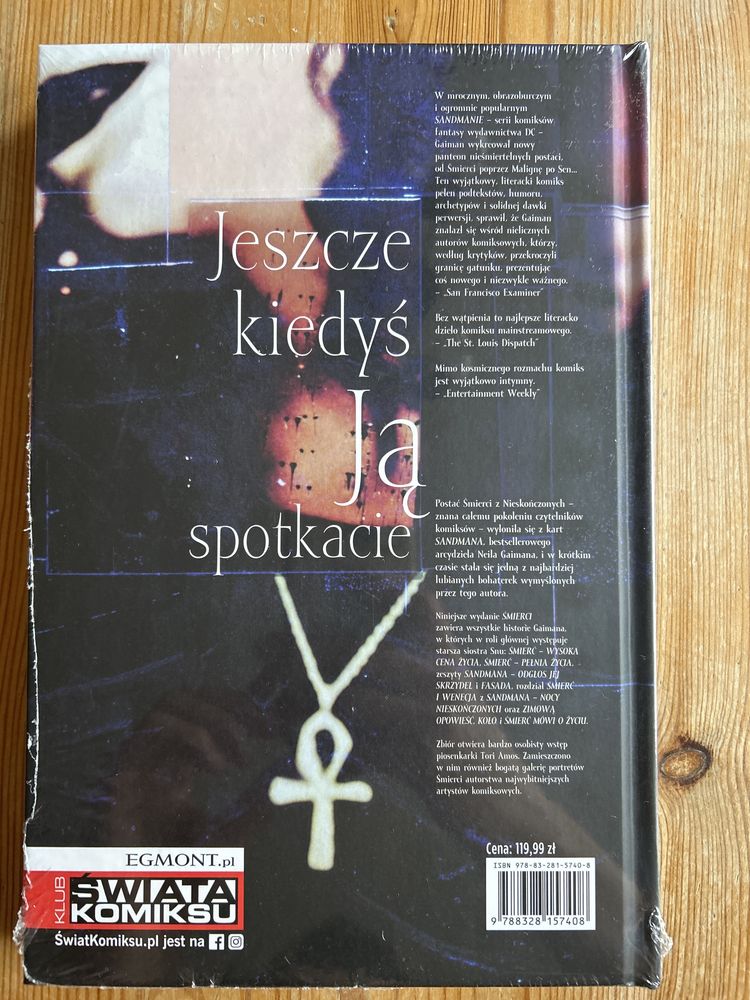 W mrocznym, obrazoburczym
i ogromnie popularnym
SANDMANIE – serii komiksów
fantasy wydawnictwa DC –
Gaiman wykreował nowy
panteon nieśmiertelnych postaci,
od Śmierci poprzez Malignę po Sen...
Ten wyjątkowy, literacki komiks
pełen podtekstów, humoru,
archetypów i solidnej dawki
perwersji, sprawił, że Gaiman
znalazł się wśród nielicznych
autorów komiksowych, którzy,
według krytyków, przekroczyli
granicę gatunku, prezentując
coś nowego i niezwykle ważnego.
– „San Francisco Examiner”
Bez wątpienia to najlepsze literacko
dzieło komiksu mainstreamowego.
– „The St. Louis Dispatch”
Mimo kosmicznego rozmachu komiks
jest wyjątkowo intymny.
– „Entertainment Weekly”
Jeszcze
kiedyś
Ją
spotkacie
Postać Śmierci z Nieskończonych –
znana całemu pokoleniu czytelników
komiksów – wyłoniła się z kart
SANDMANA, bestsellerowego
arcydzieła Neila Gaimana, i w krótkim
czasie stała się jedną z najbardziej
lubianych bohaterek wymyślonych
przez tego autora.
Niniejsze wydanie ŚMIERCI
zawiera wszystkie historie Gaimana,
w których w roli głównej występuje
starsza siostra Snu: ŚMIERĆ – WYSOKA
CENA ŻYCIA, ŚMIERĆ – PEŁNIA ŻYCIA,
zeszyty SANDMANA – ODGŁOS JEJ
SKRZYDEŁ i FASADA, rozdział ŚMIERĆ
I WENECJA z SANDMANA – NOCY
NIESKOŃCZONYCH oraz ZIMOWĄ
OPOWIEŚĆ, KOŁO i ŚMIERĆ MÓWI O ŻYCIU.
Zbiór otwiera bardzo osobisty wstęp
piosenkarki Tori Amos. Zamieszczono
w nim również bogatą galerię portretów
Śmierci autorstwa najwybitniejszych
artystów komiksowych.
EGMONT.pl
KLUB
ŚWIATA
KOMIKSU
ŚwiatKomiksu.pl jest na
Cena: 119,99 zł
ISBN 978-83-281-5740-8
9 788328 157408